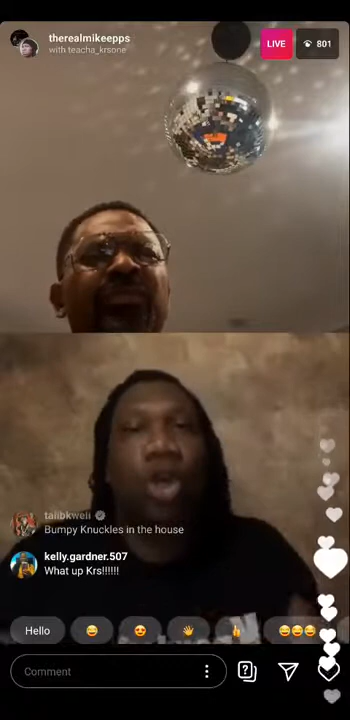 therealmikeepps
with teacha_krsone
LIVE
801
talibkweli
Bumpy Knuckles in the house
kelly.gardner.507
What up Krs!!!!!!
Hello
Comment